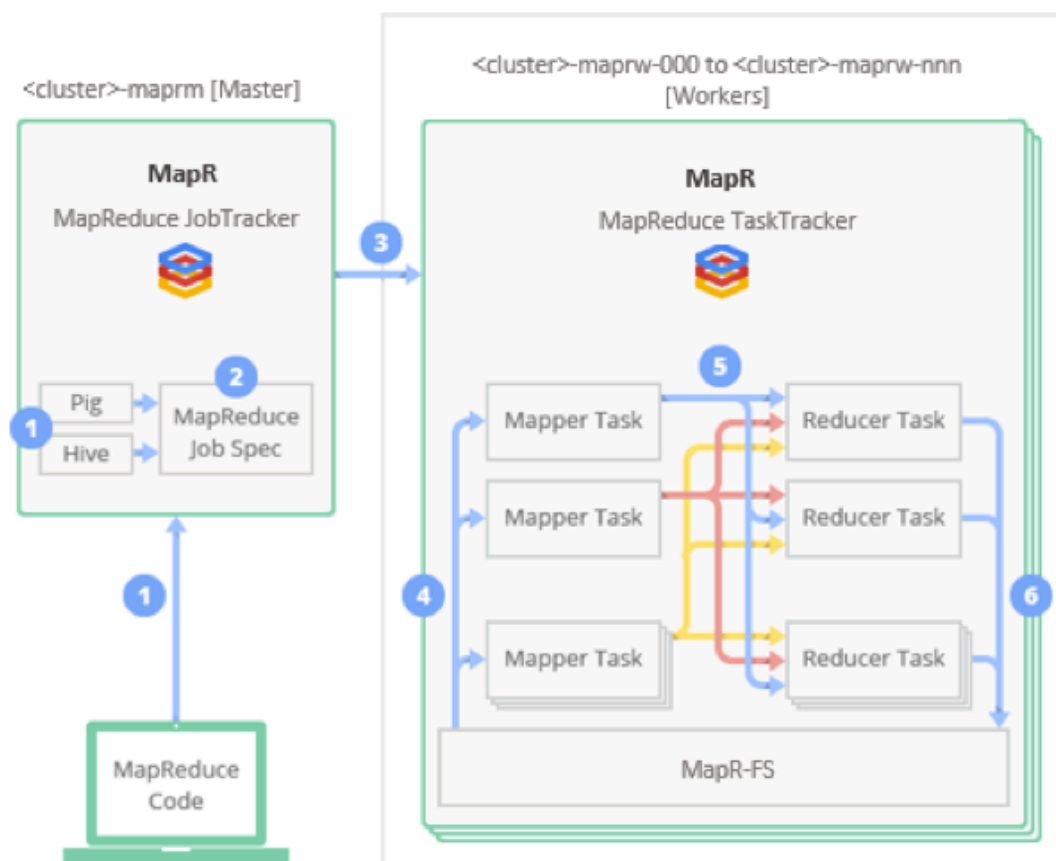 <cluster>-maprm [Master]
MapR
MapReduce JobTracker
1
Pig
Hive
2
MapReduce
Job Spec
1
MapReduce
Code
3
<cluster>-maprw-000 to <cluster>-maprw-nnn
[Workers]
MapR
MapReduce TaskTracker
4
5
Mapper Task
Reducer Task
Mapper Task
Reducer Task
Mapper Task
Reducer Task
6
MapR-FS